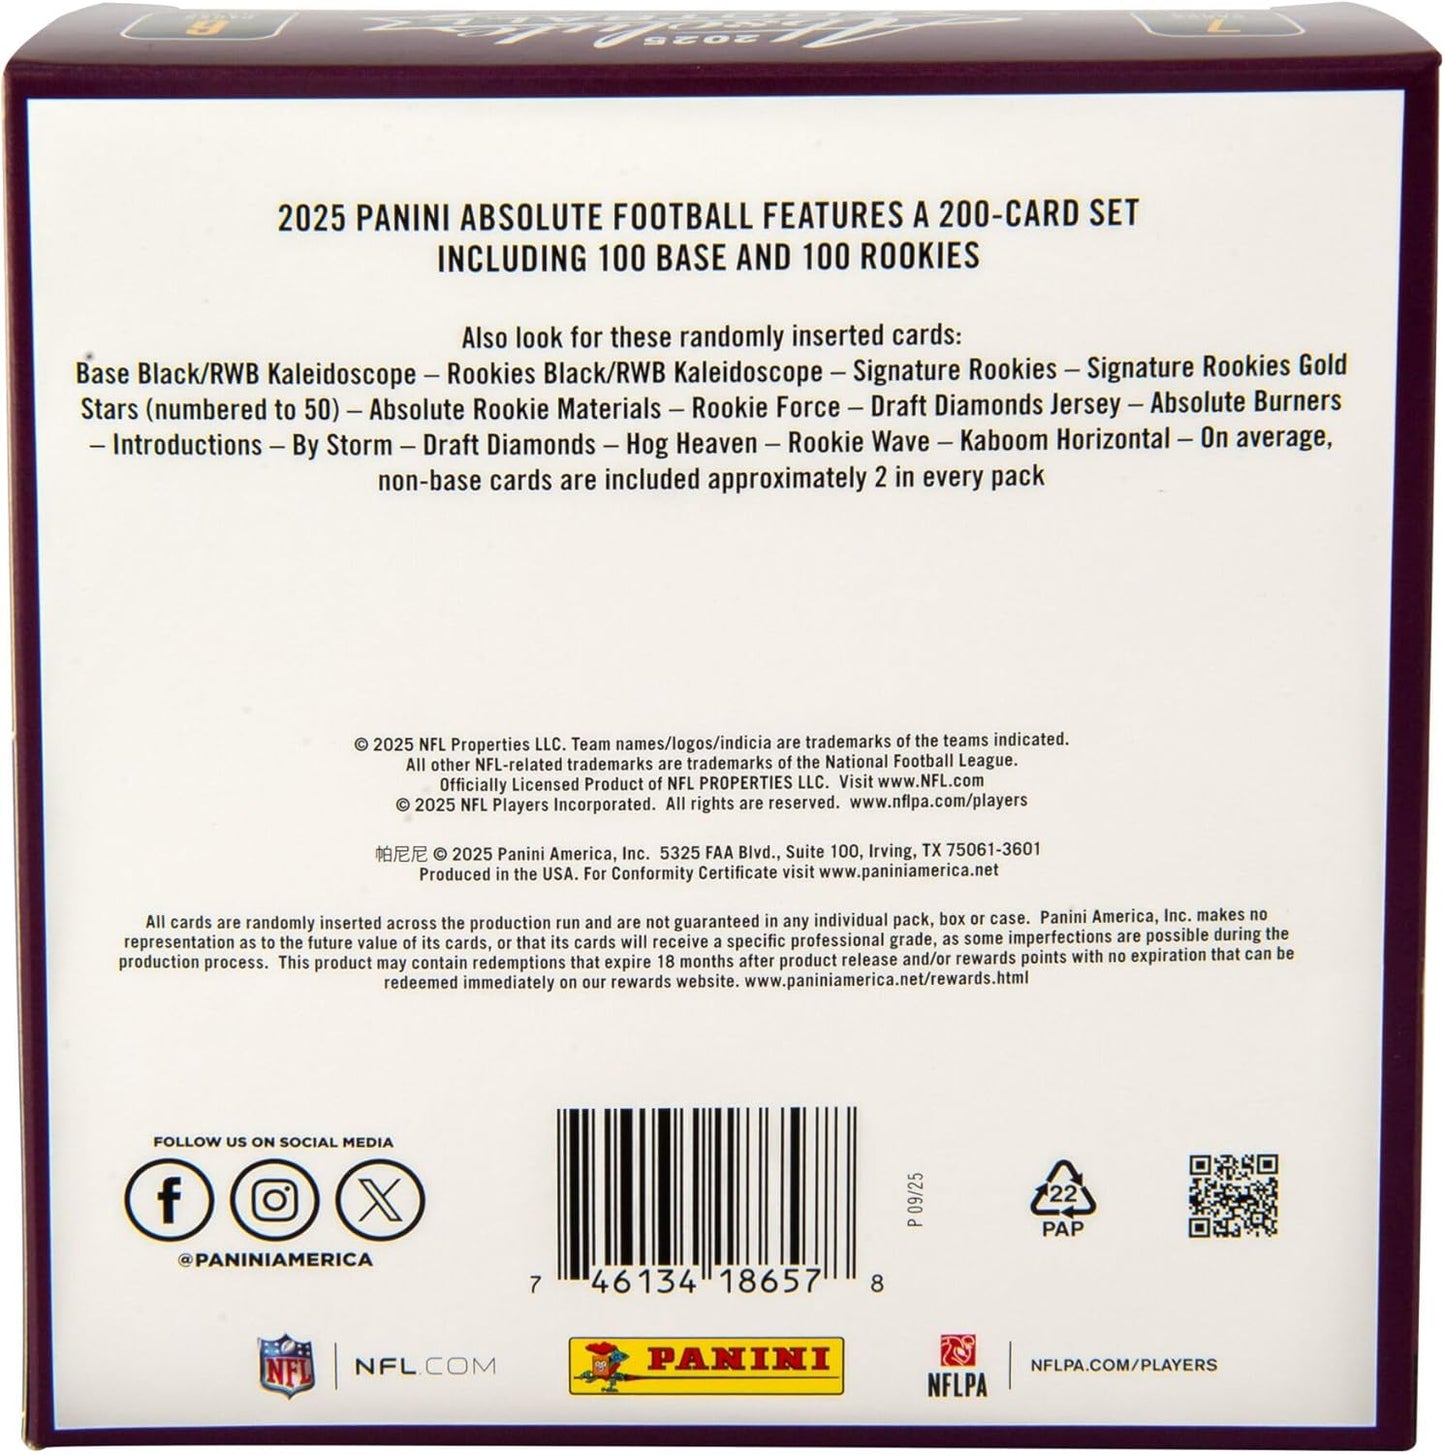 6
2025
Absolute
FOOTBALL
7
2025 PANINI ABSOLUTE FOOTBALL FEATURES A 200-CARD SET
INCLUDING 100 BASE AND 100 ROOKIES
Also look for these randomly inserted cards:
Base Black/RWB Kaleidoscope – Rookies Black/RWB Kaleidoscope – Signature Rookies – Signature Rookies Gold
Stars (numbered to 50) – Absolute Rookie Materials – Rookie Force – Draft Diamonds Jersey – Absolute Burners
– Introductions – By Storm – Draft Diamonds – Hog Heaven – Rookie Wave – Kaboom Horizontal – On average,
non-base cards are included approximately 2 in every pack
© 2025 NFL Properties LLC. Team names/logos/indicia are trademarks of the teams indicated.
All other NFL-related trademarks are trademarks of the National Football League.
Officially Licensed Product of NFL PROPERTIES LLC. Visit www.NFL.com
© 2025 NFL Players Incorporated. All rights are reserved. www.nflpa.com/players
帕尼尼 © 2025 Panini America, Inc. 5325 FAA Blvd., Suite 100, Irving, TX 75061-3601
Produced in the USA. For Conformity Certificate visit www.paniniamerica.net
All cards are randomly inserted across the production run and are not guaranteed in any individual pack, box or case. Panini America, Inc. makes no
representation as to the future value of its cards, or that its cards will receive a specific professional grade, as some imperfections are possible during the
production process. This product may contain redemptions that expire 18 months after product release and/or rewards points with no expiration that can be
redeemed immediately on our rewards website. www.paniniamerica.net/rewards.html
FOLLOW US ON SOCIAL MEDIA
@PANINIAMERICA
7 46134 18657 8
P 09/25
22
PAP
NFL
NFL.COM
PANINI
NFLPA
NFLPA.COM/PLAYERS